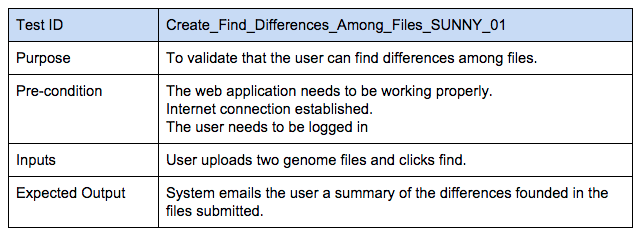 Test ID Create_Find_Differences_Among_Files_SUNNY_01
Purpose To validate that the user can find differences among files.
Pre-condition The web application needs to be working properly.
Internet connection established.
The user needs to be logged in
Inputs User uploads two genome files and clicks find.
Expected Output System emails the user a summary of the differences founded in the
files submitted.